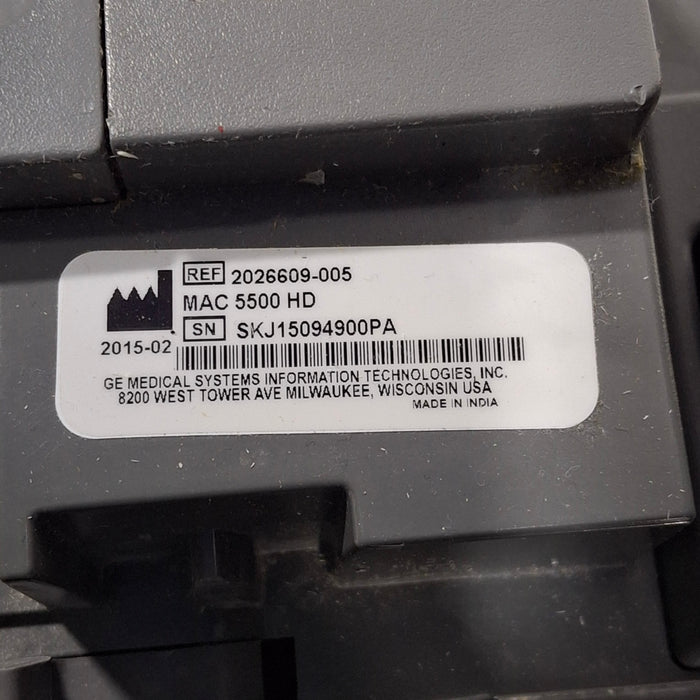 REF 2026609-005
MAC 5500 HD
SN SKJ15094900PA
2015-02
GE MEDICAL SYSTEMS INFORMATION TECHNOLOGIES, INC.
8200 WEST TOWER AVE MILWAUKEE, WISCONSIN USA
MADE IN INDIA